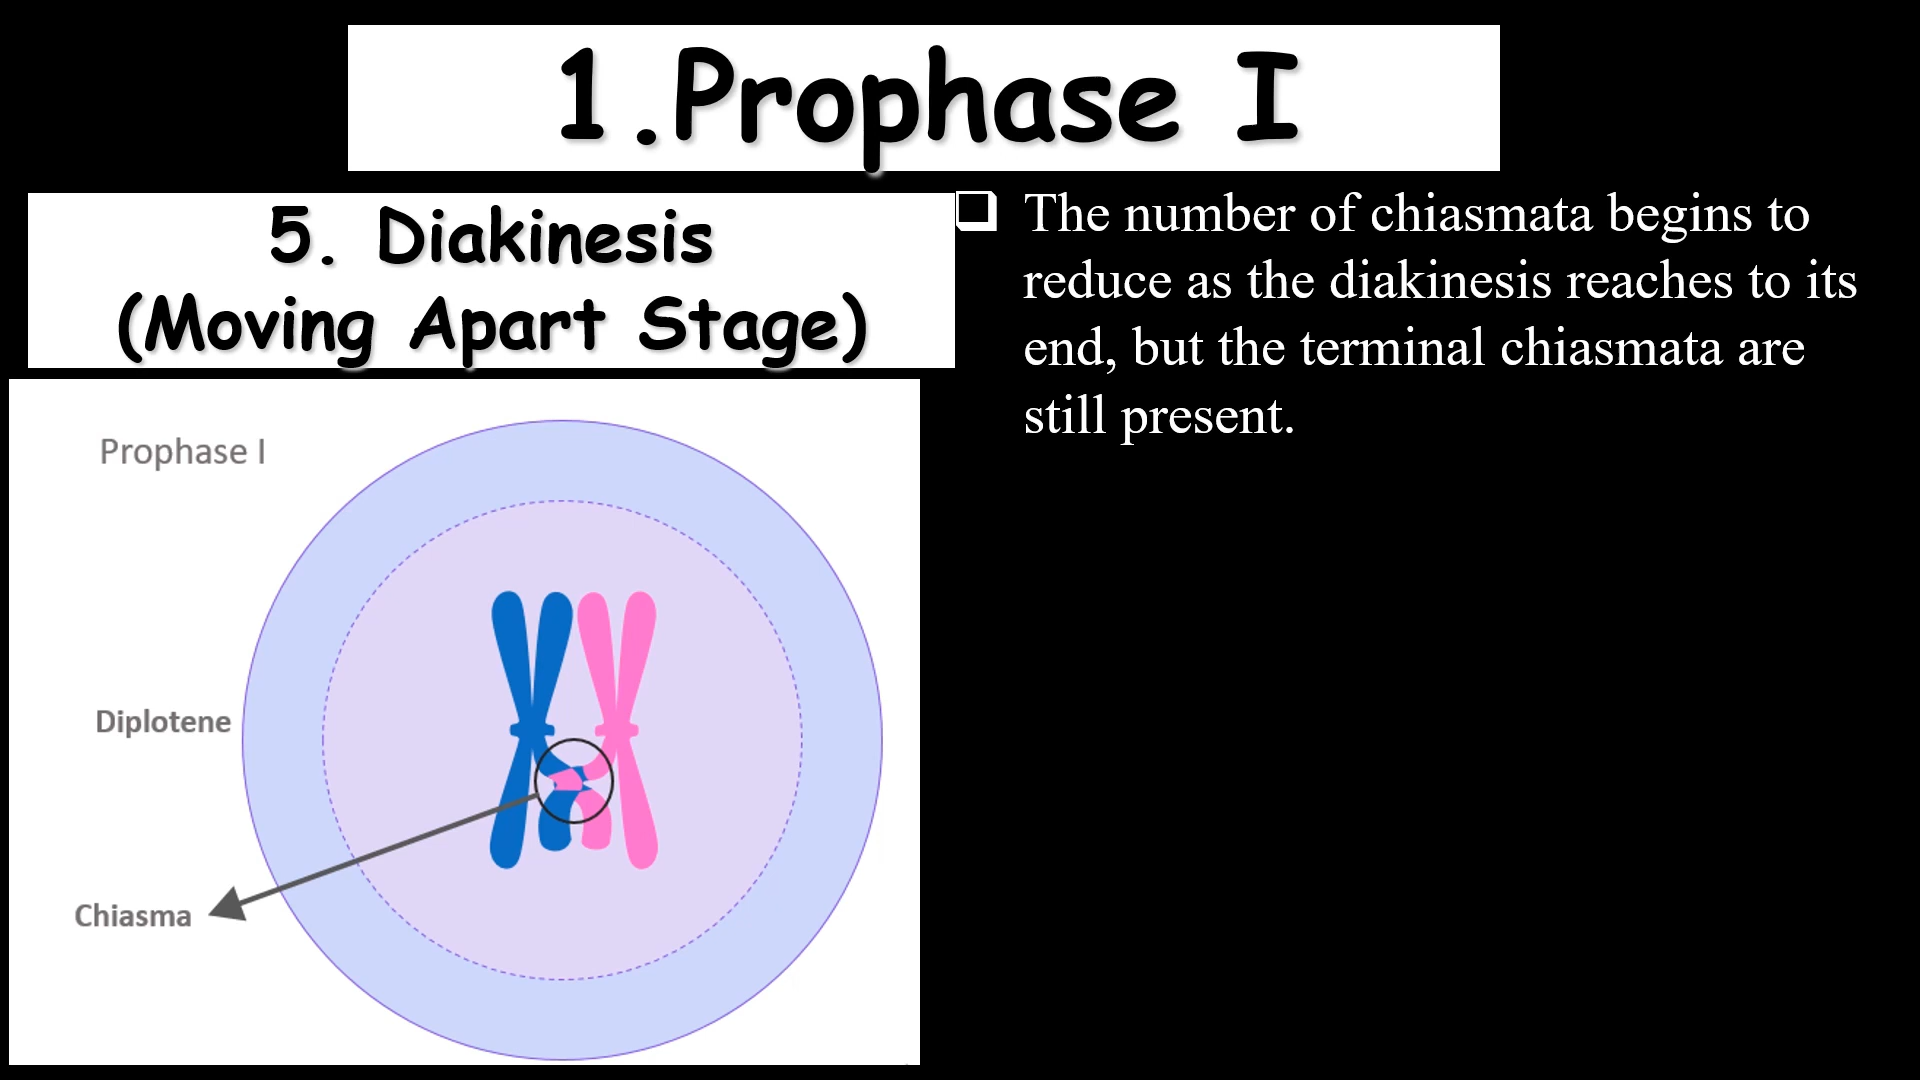 1.Prophase I
5. Diakinesis
(Moving Apart Stage)
The number of chiasmata begins to
reduce as the diakinesis reaches to its
end, but the terminal chiasmata are
still present.
Prophase I
Diplotene
Chiasma